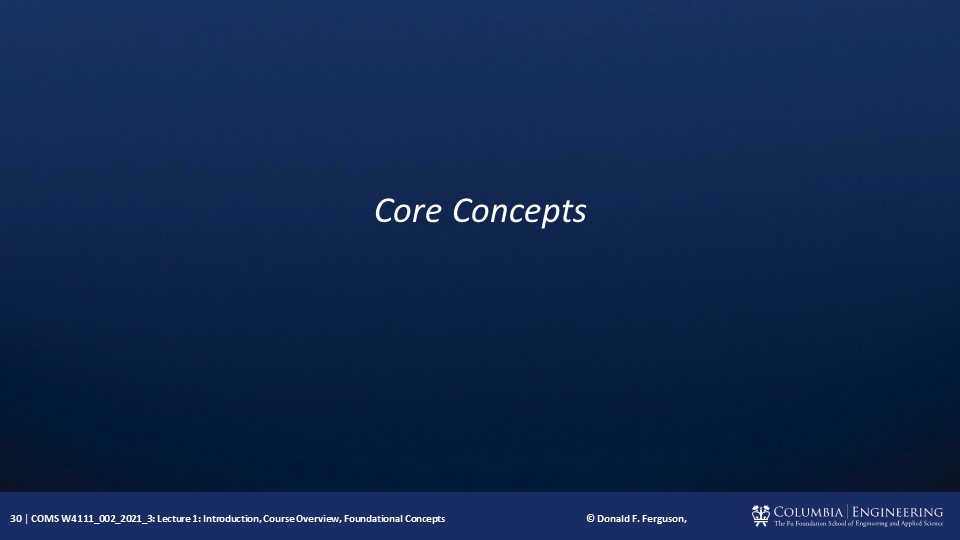 Core Concepts
30 | COMS W4111_002_2021_3: Lecture 1: Introduction, Course Overview, Foundational Concepts
© Donald F. Ferguson,
COLUMBIA | ENGINEERING
The Fu Foundation School of Engineering and Applied Science